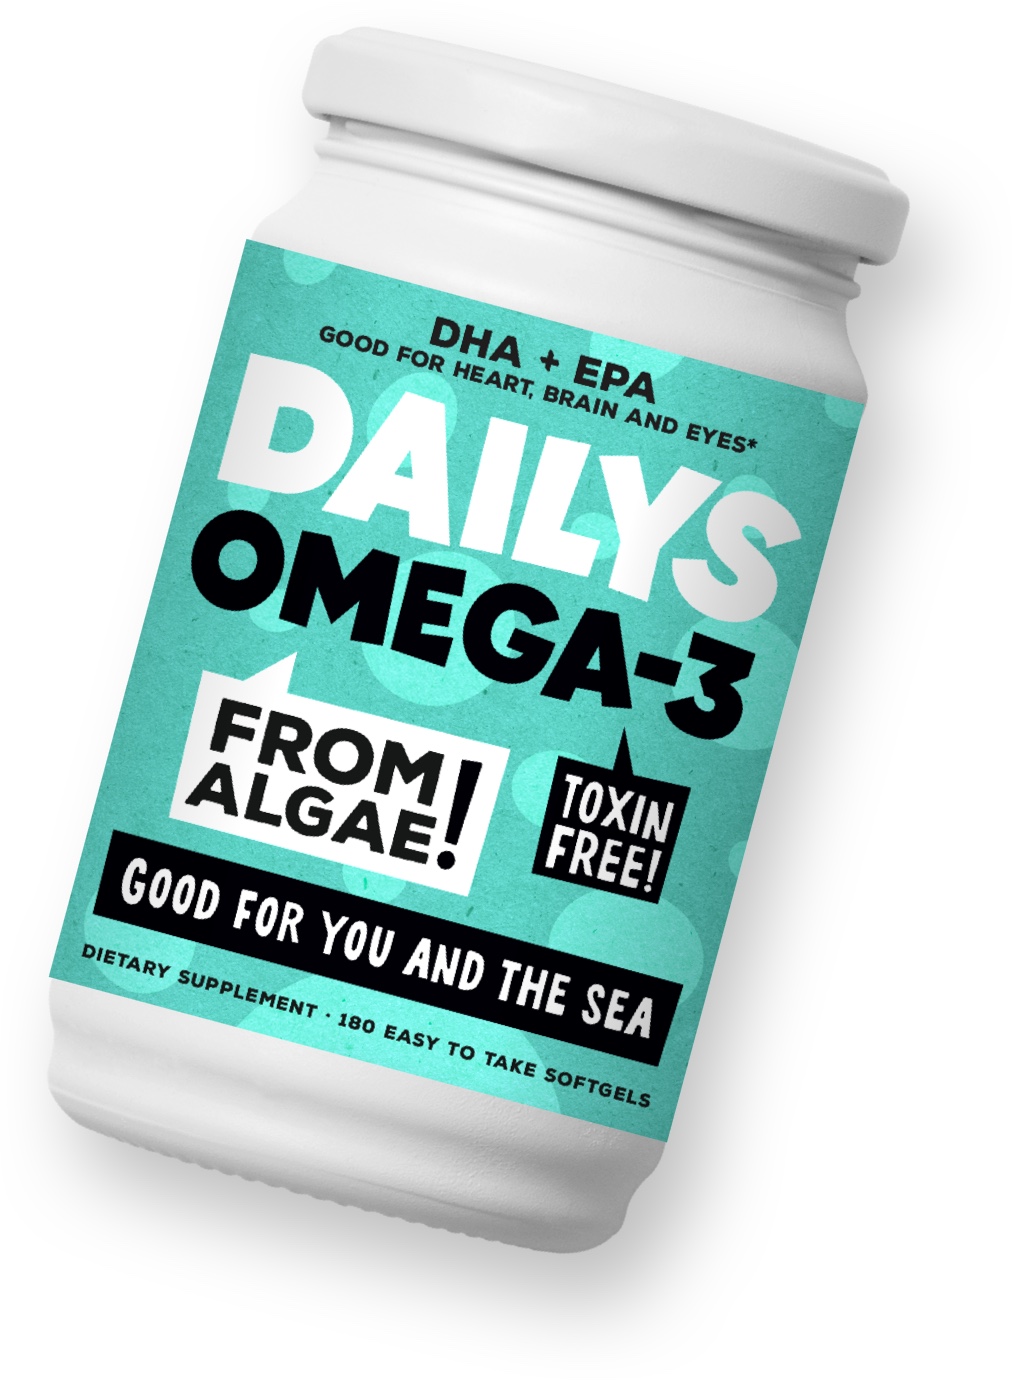 DHA + EPA
GOOD FOR HEART, BRAIN AND EYES*
DAILYS
OMEGA-3
FROM
ALGAE!
TOXIN
FREE!
GOOD FOR YOU AND THE SEA
DIETARY SUPPLEMENT · 180 EASY TO TAKE SOFTGELS